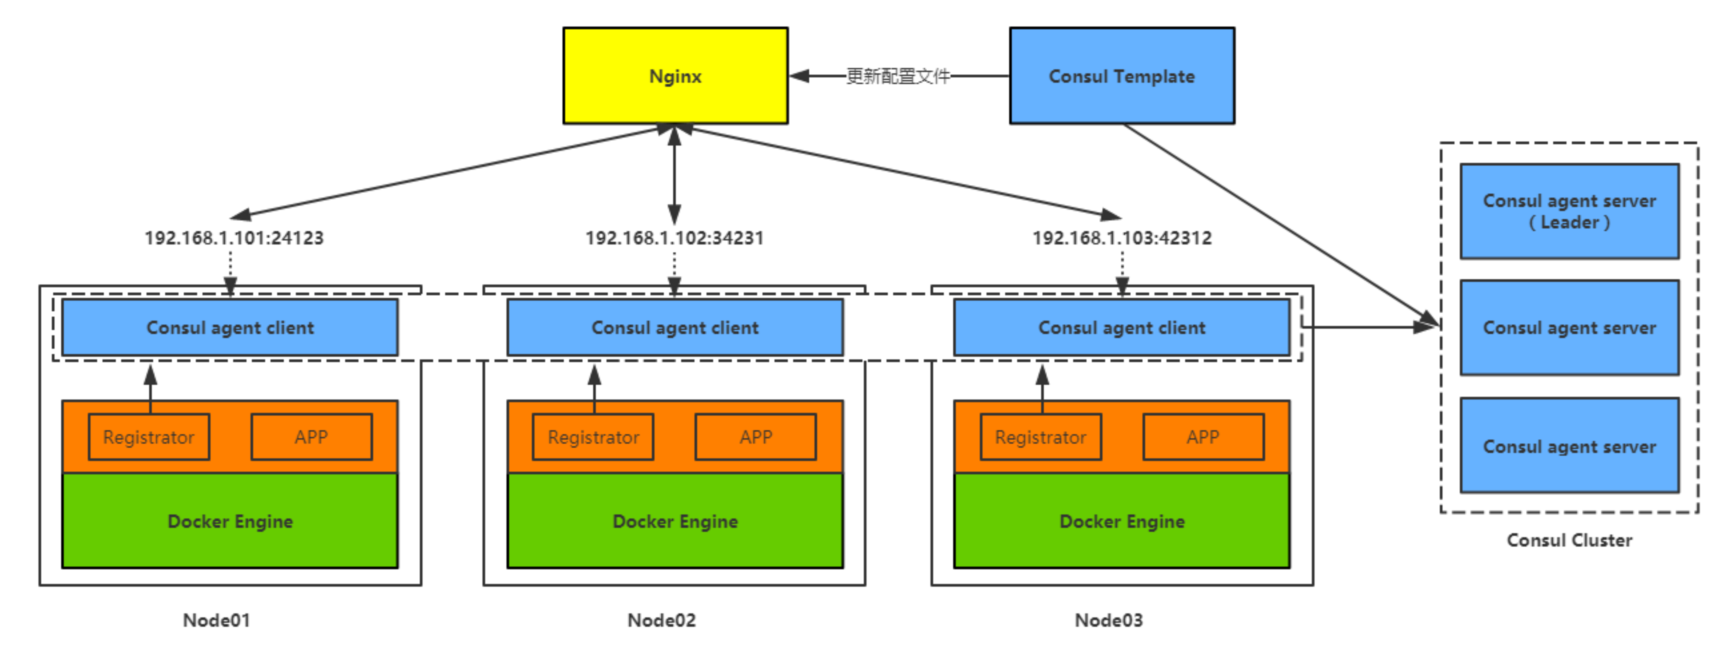 Nginx
更新配置文件
Consul Template
Consul agent server
( Leader )
192.168.1.101:24123
192.168.1.102:34231
192.168.1.103:42312
Consul agent client
Consul agent client
Consul agent client
Consul agent server
Registrator
APP
Registrator
APP
Registrator
APP
Consul agent server
Docker Engine
Docker Engine
Docker Engine
Consul Cluster
Node01
Node02
Node03